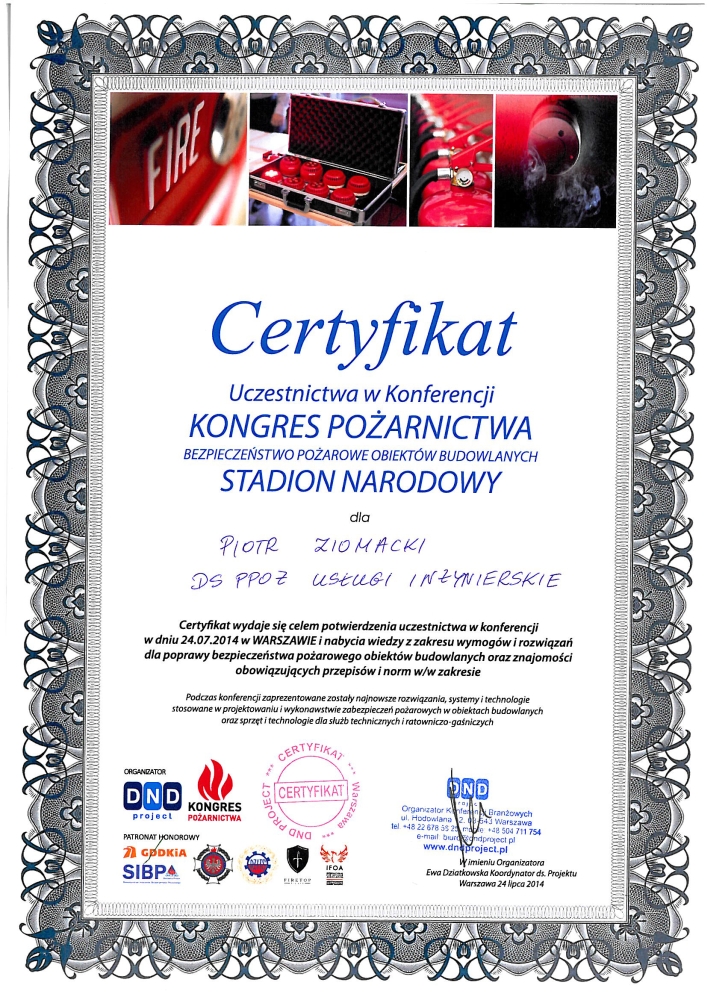 FIRE
Certyfikat
Uczestnictwa w Konferencji
KONGRES POŻARNICTWA
BEZPIECZEŃSTWO POŻAROWE OBIEKTÓW BUDOWLANYCH
STADION NARODOWY
dla
PIOTR ZIOMACKI
DS PPOŻ USŁUGI INŻYNIERSKIE
Certyfikat wydaje się celem potwierdzenia uczestnictwa w konferencji
w dniu 24.07.2014 w WARSZAWIE i nabycia wiedzy z zakresu wymogów i rozwiązań
dla poprawy bezpieczeństwa pożarowego obiektów budowlanych oraz znajomości
obowiązujących przepisów i norm w/w zakresie
Podczas konferencji zaprezentowane zostały najnowsze rozwiązania, systemy i technologie
stosowane w projektowaniu i wykonawstwie zabezpieczeń pożarowych w obiektach budowlanych
oraz sprzęt i technologie dla służb technicznych i ratowniczo-gaśniczych
ORGANIZATOR
DND
project
KONGRES
POŻARNICTWA
CERTYFIKAT
*** Warszawa ***
DND PROJECT
CERTYFIKAT
PATRONAT HONOROWY
GDDKiA
SIBP
FIRETOP
IFOA
DND
project
Organizator Konferencji Branżowych
ul. Hodowlana 2, 543 Warszawa
tel. +22 678 35 25, +48 504 711 754
e-mail: biuro@dndproject.pl
www.dndproject.pl
W imieniu Organizatora
Ewa Dziatkowska Koordynator ds. Projektu
Warszawa 24 lipca 2014